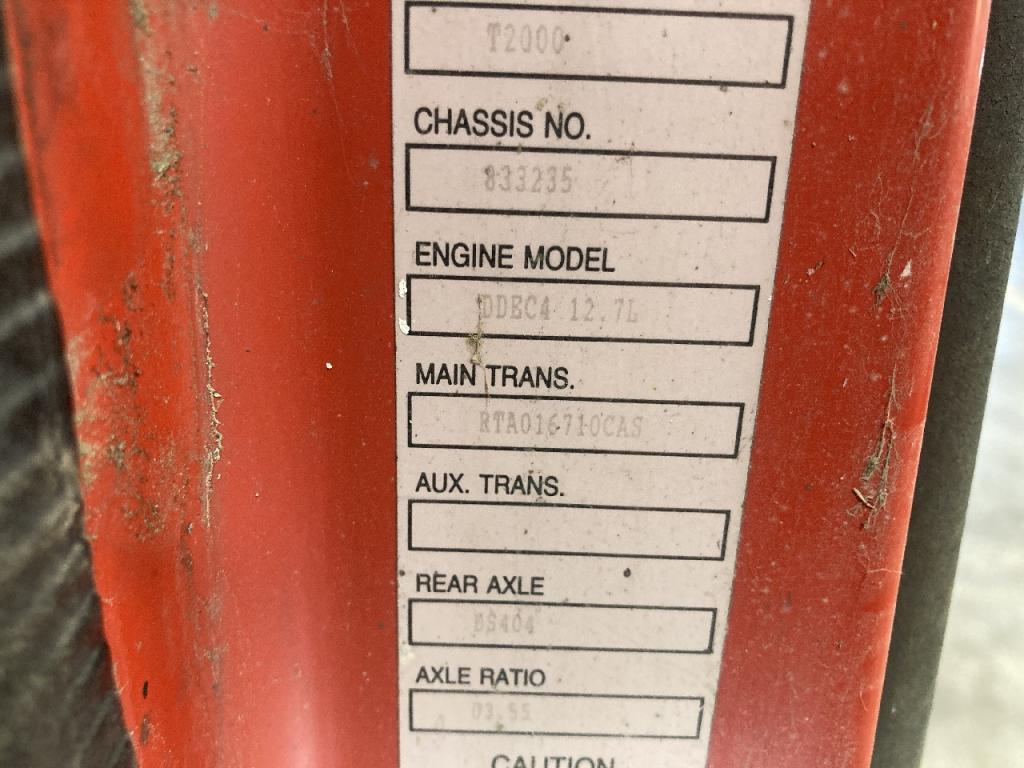 T2000
CHASSIS NO.
833235
ENGINE MODEL
DDEC4 12.7L
MAIN TRANS.
RTAO16710CAS
AUX. TRANS.
REAR AXLE
DS404
AXLE RATIO
03.55
CAUTION